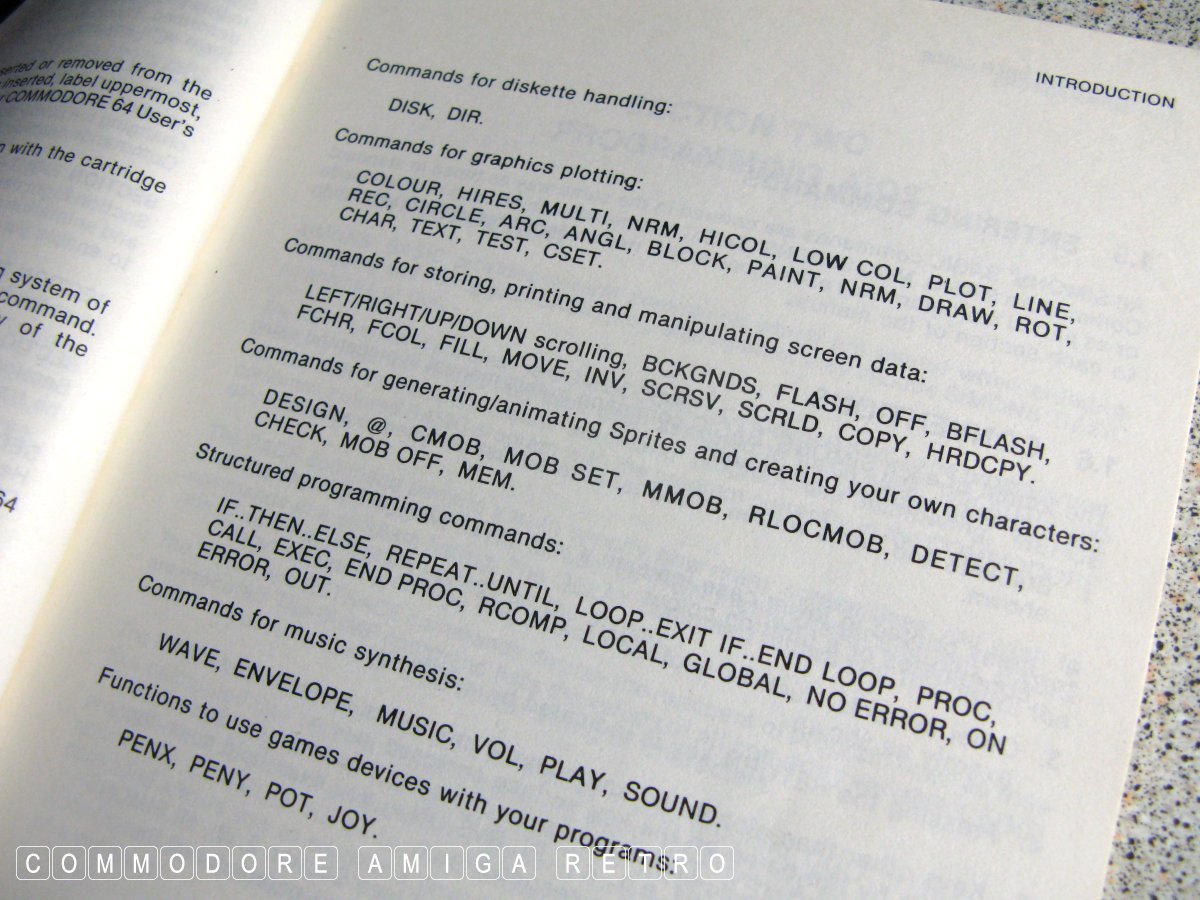 serted or removed from the
inserted, label uppermost,
COMMODORE 64 User's
with the cartridge
system of
command.
of the
64
INTRODUCTION
Commands for diskette handling:
DISK, DIR.
Commands for graphics plotting:
COLOUR, HIRES, MULTI, NRM, HICOL, LOW COL, PLOT, LINE,
REC, CIRCLE, ARC, ANGL, BLOCK, PAINT, NRM, DRAW, ROT,
CHAR, TEXT, TEST, CSET.
Commands for storing, printing and manipulating screen data:
LEFT/RIGHT/UP/DOWN scrolling, BCKGNDS, FLASH, OFF, BFLASH,
FCHR, FCOL, FILL, MOVE, INV, SCRSV, SCRLD, COPY, HRDCPY.
Commands for generating/animating Sprites and creating your own characters:
DESIGN, @, CMOB, MOB SET, MMOB, RLOCMOB, DETECT,
CHECK, MOB OFF, MEM.
Structured programming commands:
IF..THEN..ELSE, REPEAT..UNTIL, LOOP..EXIT IF..END LOOP, PROC,
CALL, EXEC, END PROC, RCOMP, LOCAL, GLOBAL, NO ERROR, ON
ERROR, OUT.
Commands for music synthesis:
WAVE, ENVELOPE, MUSIC, VOL, PLAY, SOUND.
Functions to use games devices with your programs:
PENX, PENY, POT, JOY.
COMMODORE AMIGA RETRO